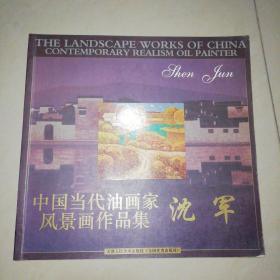 THE LANDSCAPE WORKS OF CHINA
CONTEMPORARY REALISM OIL PAINTER
Shen Jun
中国当代油画家
风景画作品集
沈军